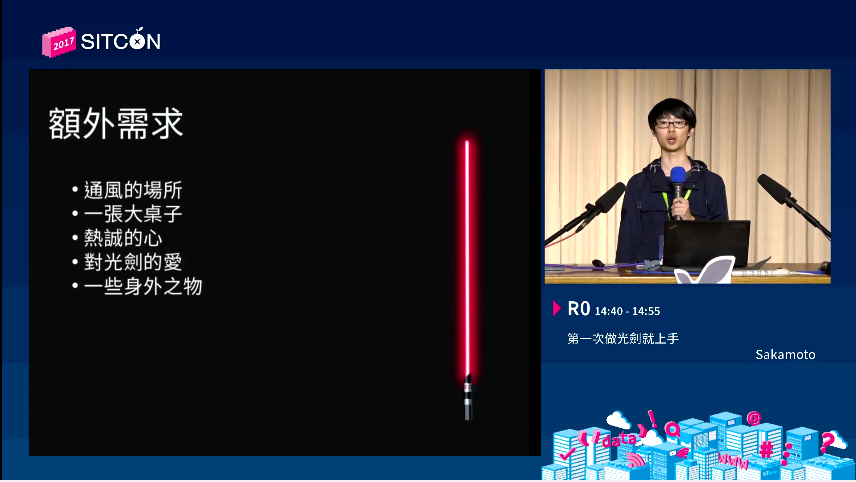 2017 SITCON
額外需求
• 通風的場所
• 一張大桌子
• 熱誠的心
• 對光劍的愛
• 一些身外之物
R0 14:40 - 14:55
第一次做光劍就上手
Sakamoto
data
@
www
#
?
!